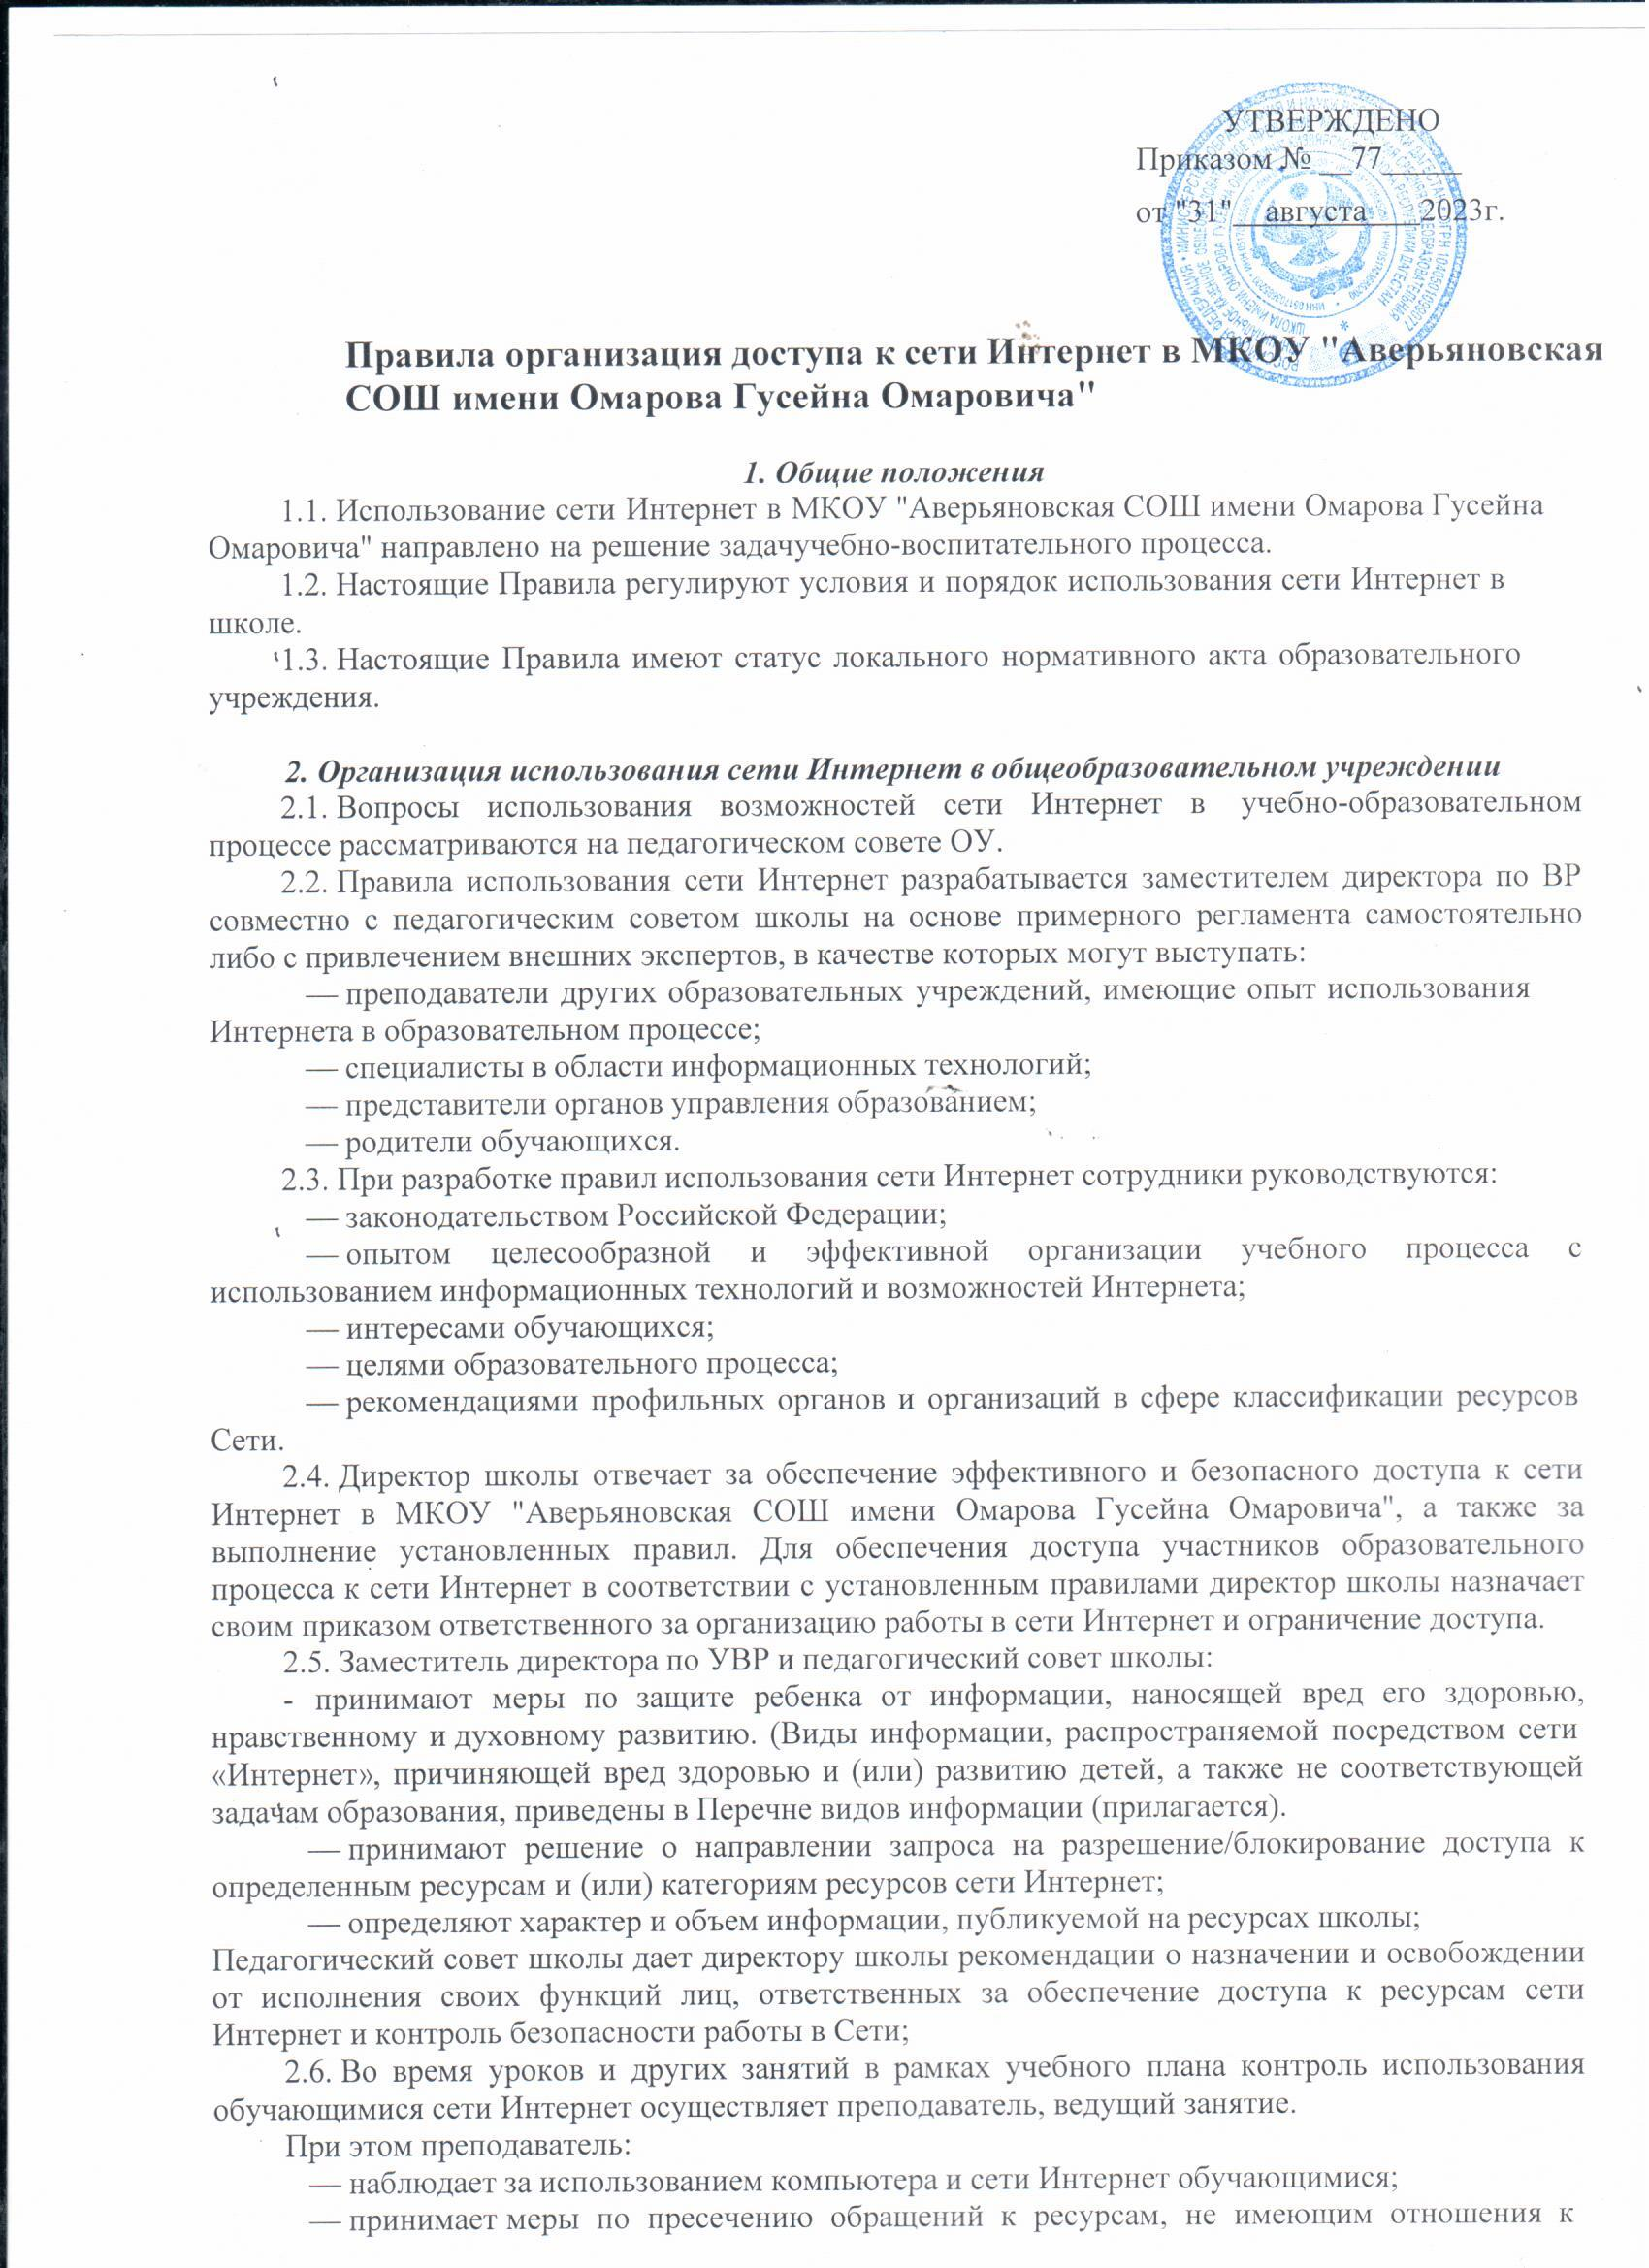 УТВЕРЖДЕНО
Приказом № __77_____
от "31"__августа____2023г.
Правила организация доступа к сети Интернет в МКОУ "Аверьяновская
СОШ имени Омарова Гусейна Омаровича"
1. Общие положения
1.1. Использование сети Интернет в МКОУ "Аверьяновская СОШ имени Омарова Гусейна
Омаровича" направлено на решение задачучебно-воспитательного процесса.
1.2. Настоящие Правила регулируют условия и порядок использования сети Интернет в
школе.
1.3. Настоящие Правила имеют статус локального нормативного акта образовательного
учреждения.
2. Организация использования сети Интернет в общеобразовательном учреждении
2.1. Вопросы использования возможностей сети Интернет в учебно-образовательном
процессе рассматриваются на педагогическом совете ОУ.
2.2. Правила использования сети Интернет разрабатывается заместителем директора по ВР
совместно с педагогическим советом школы на основе примерного регламента самостоятельно
либо с привлечением внешних экспертов, в качестве которых могут выступать:
— преподаватели других образовательных учреждений, имеющие опыт использования
Интернета в образовательном процессе;
— специалисты в области информационных технологий;
— представители органов управления образованием;
— родители обучающихся.
2.3. При разработке правил использования сети Интернет сотрудники руководствуются:
— законодательством Российской Федерации;
— опытом целесообразной и эффективной организации учебного процесса с
использованием информационных технологий и возможностей Интернета;
— интересами обучающихся;
— целями образовательного процесса;
— рекомендациями профильных органов и организаций в сфере классификации ресурсов
Сети.
2.4. Директор школы отвечает за обеспечение эффективного и безопасного доступа к сети
Интернет в МКОУ "Аверьяновская СОШ имени Омарова Гусейна Омаровича", а также за
выполнение установленных правил. Для обеспечения доступа участников образовательного
процесса к сети Интернет в соответствии с установленным правилами директор школы назначает
своим приказом ответственного за организацию работы в сети Интернет и ограничение доступа.
2.5. Заместитель директора по УВР и педагогический совет школы:
- принимают меры по защите ребенка от информации, наносящей вред его здоровью,
нравственному и духовному развитию. (Виды информации, распространяемой посредством сети
«Интернет», причиняющей вред здоровью и (или) развитию детей, а также не соответствующей
задачам образования, приведены в Перечне видов информации (прилагается).
— принимают решение о направлении запроса на разрешение/блокирование доступа к
определенным ресурсам и (или) категориям ресурсов сети Интернет;
— определяют характер и объем информации, публикуемой на ресурсах школы;
Педагогический совет школы дает директору школы рекомендации о назначении и освобождении
от исполнения своих функций лиц, ответственных за обеспечение доступа к ресурсам сети
Интернет и контроль безопасности работы в Сети;
2.6. Во время уроков и других занятий в рамках учебного плана контроль использования
обучающимися сети Интернет осуществляет преподаватель, ведущий занятие.
При этом преподаватель:
— наблюдает за использованием компьютера и сети Интернет обучающимися;
— принимает меры по пресечению обращений к ресурсам, не имеющим отношения к